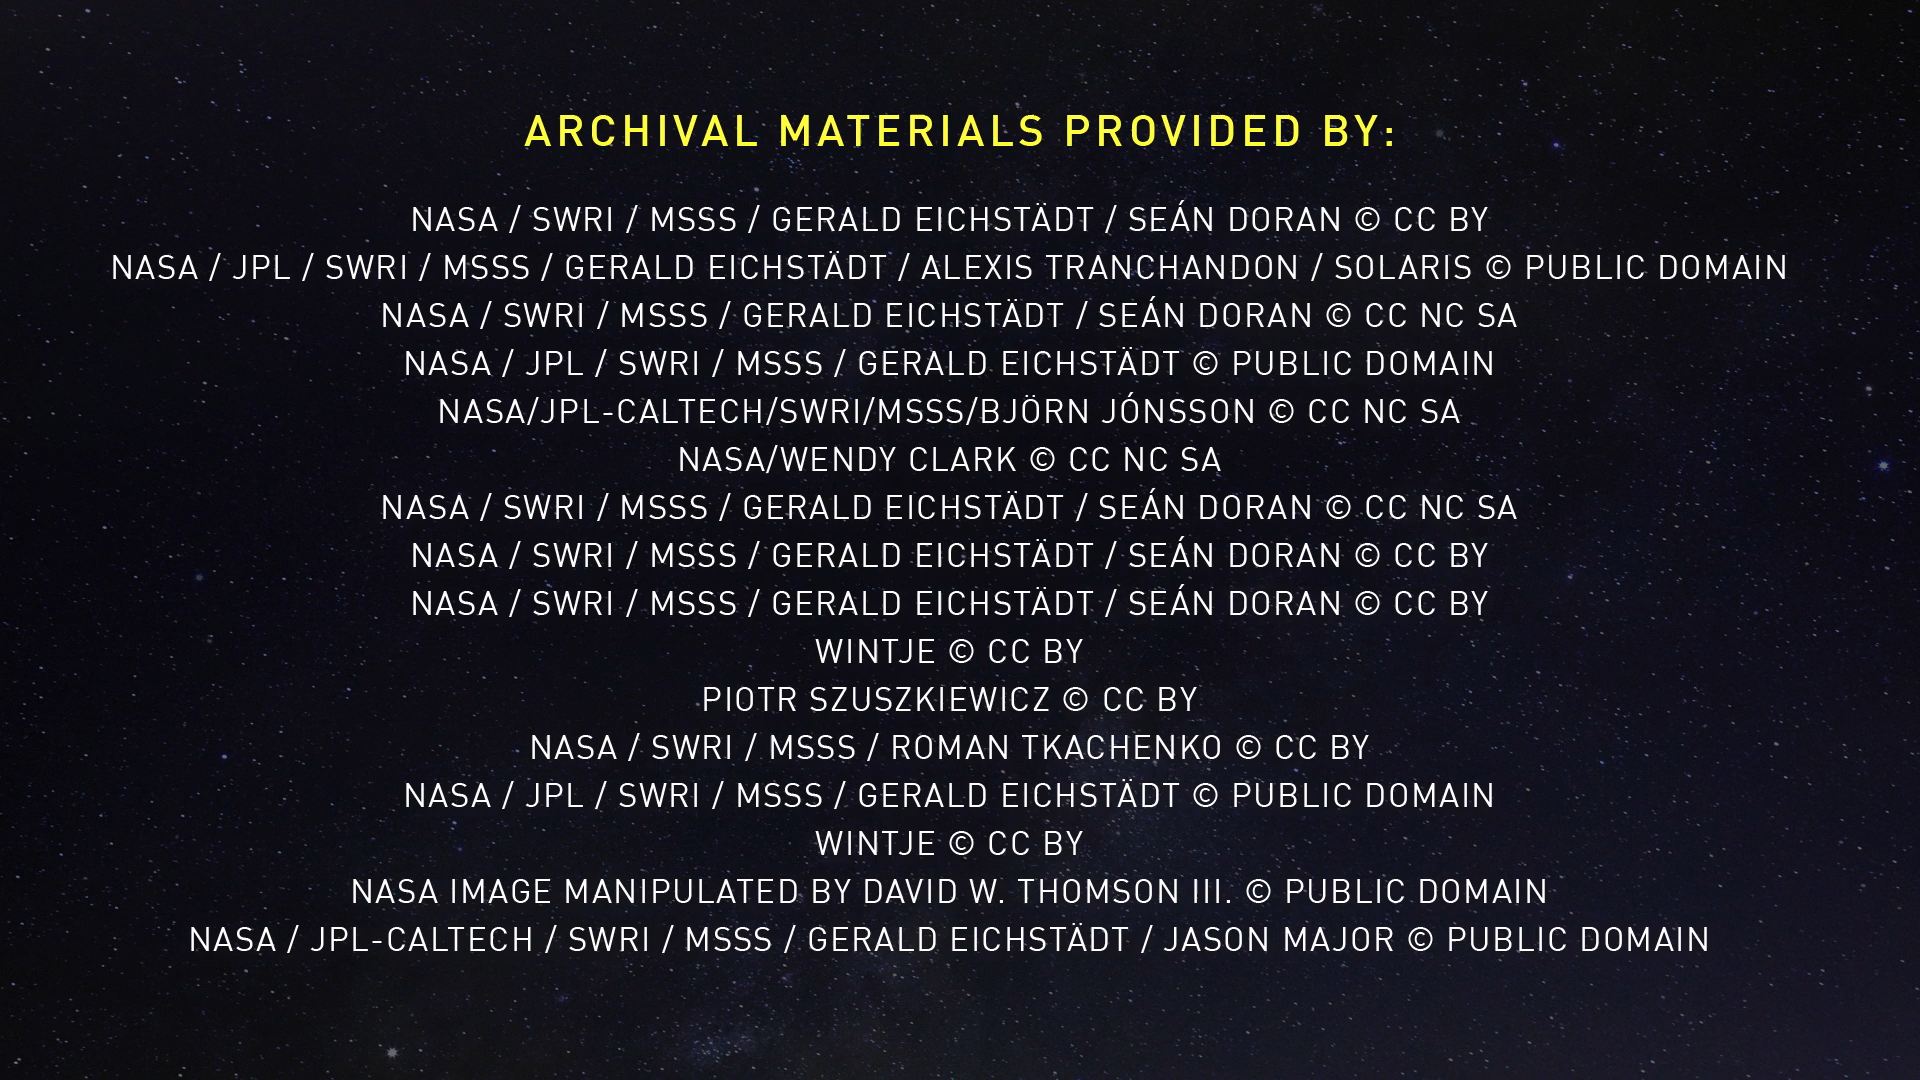 ARCHIVAL MATERIALS PROVIDED BY:
NASA / SWRI / MSSS / GERALD EICHSTÄDT / SEÁN DORAN © CC BY
NASA / JPL / SWRI / MSSS / GERALD EICHSTÄDT / ALEXIS TRANCHANDON / SOLARIS © PUBLIC DOMAIN
NASA / SWRI / MSSS / GERALD EICHSTÄDT / SEÁN DORAN © CC NC SA
NASA / JPL / SWRI / MSSS / GERALD EICHSTÄDT © PUBLIC DOMAIN
NASA/JPL-CALTECH/SWRI/MSSS/BJÖRN JÓNSSON © CC NC SA
NASA/WENDY CLARK © CC NC SA
NASA / SWRI / MSSS / GERALD EICHSTÄDT / SEÁN DORAN © CC NC SA
NASA / SWRI / MSSS / GERALD EICHSTÄDT / SEÁN DORAN © CC BY
NASA / SWRI / MSSS / GERALD EICHSTÄDT / SEÁN DORAN © CC BY
WINTJE © CC BY
PIOTR SZUSZKIEWICZ © CC BY
NASA / SWRI / MSSS / ROMAN TKACHENKO © CC BY
NASA / JPL / SWRI / MSSS / GERALD EICHSTÄDT © PUBLIC DOMAIN
WINTJE © CC BY
NASA IMAGE MANIPULATED BY DAVID W. THOMSON III. © PUBLIC DOMAIN
NASA / JPL-CALTECH / SWRI / MSSS / GERALD EICHSTÄDT / JASON MAJOR © PUBLIC DOMAIN